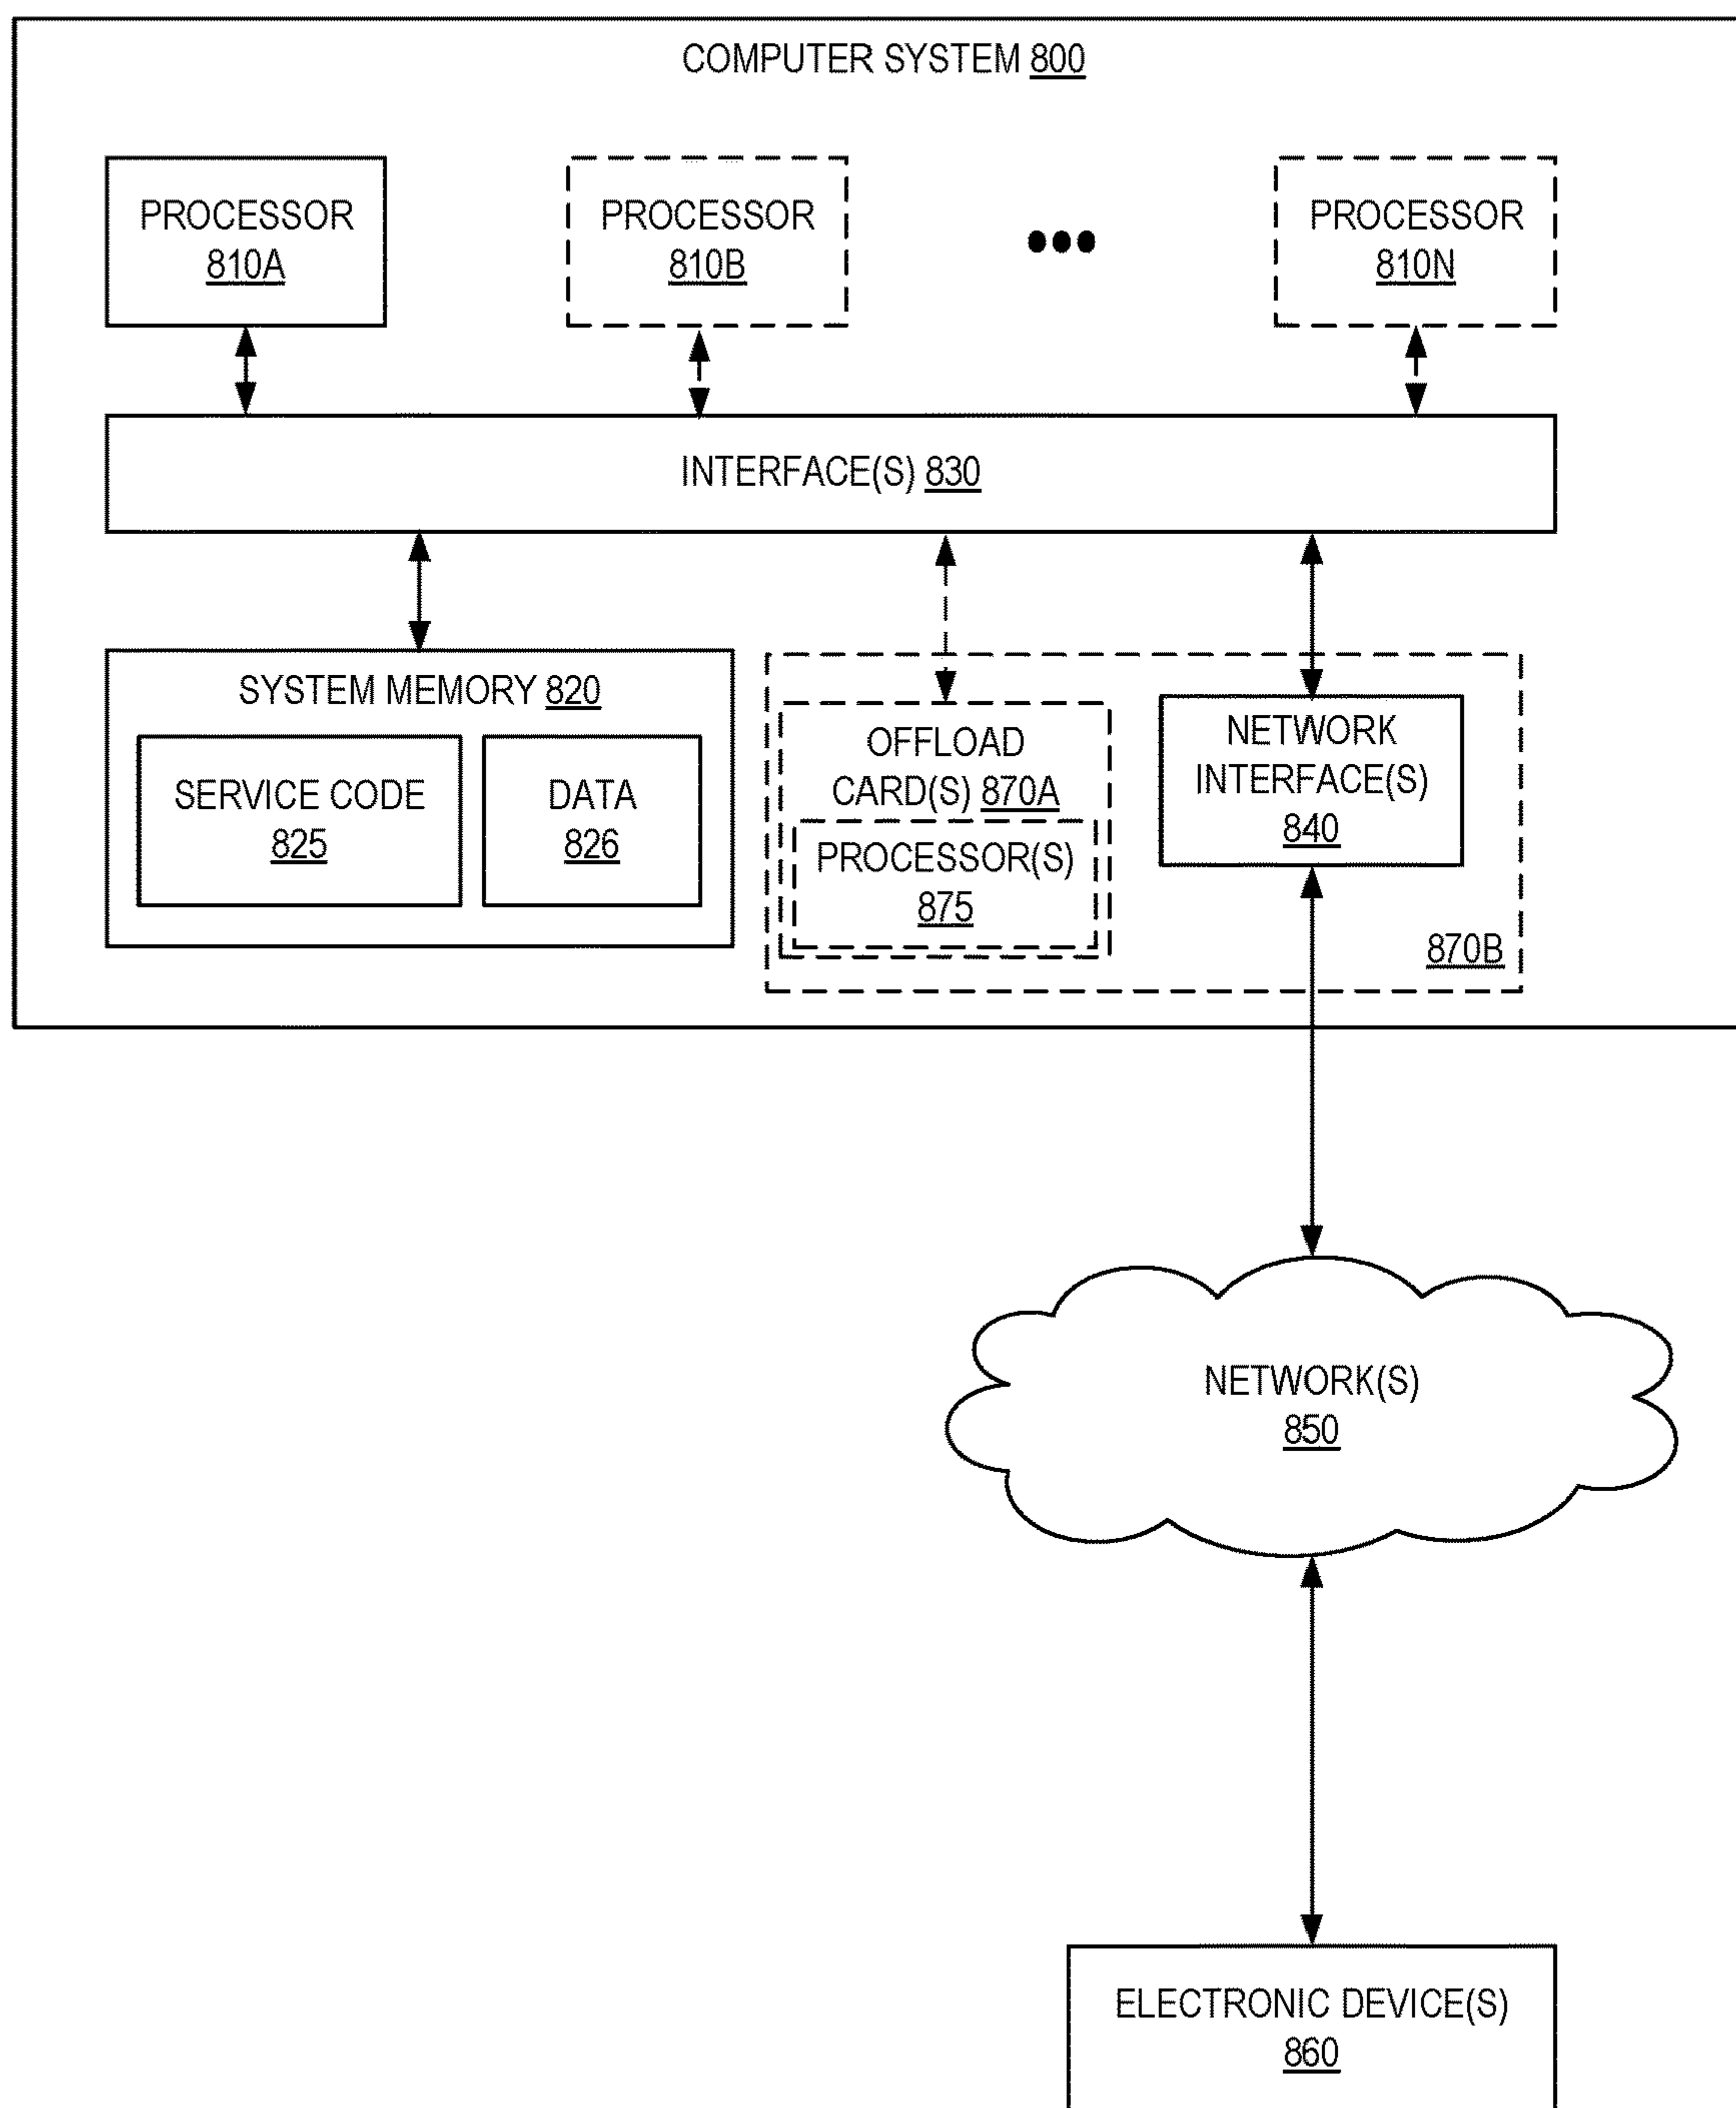 COMPUTER SYSTEM 800
PROCESSOR
810A
PROCESSOR
810B
PROCESSOR
810N
INTERFACE(S) 830
SYSTEM MEMORY 820
SERVICE CODE
825
DATA
826
OFFLOAD
CARD(S) 870A
PROCESSOR(S)
875
NETWORK
INTERFACE(S)
840
870B
NETWORK(S)
850
ELECTRONIC DEVICE(S)
860